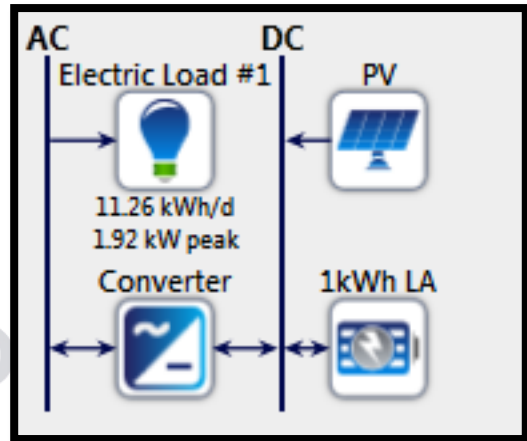 AC
DC
Electric Load #1
PV
11.26 kWh/d
1.92 kW peak
Converter
1kWh LA